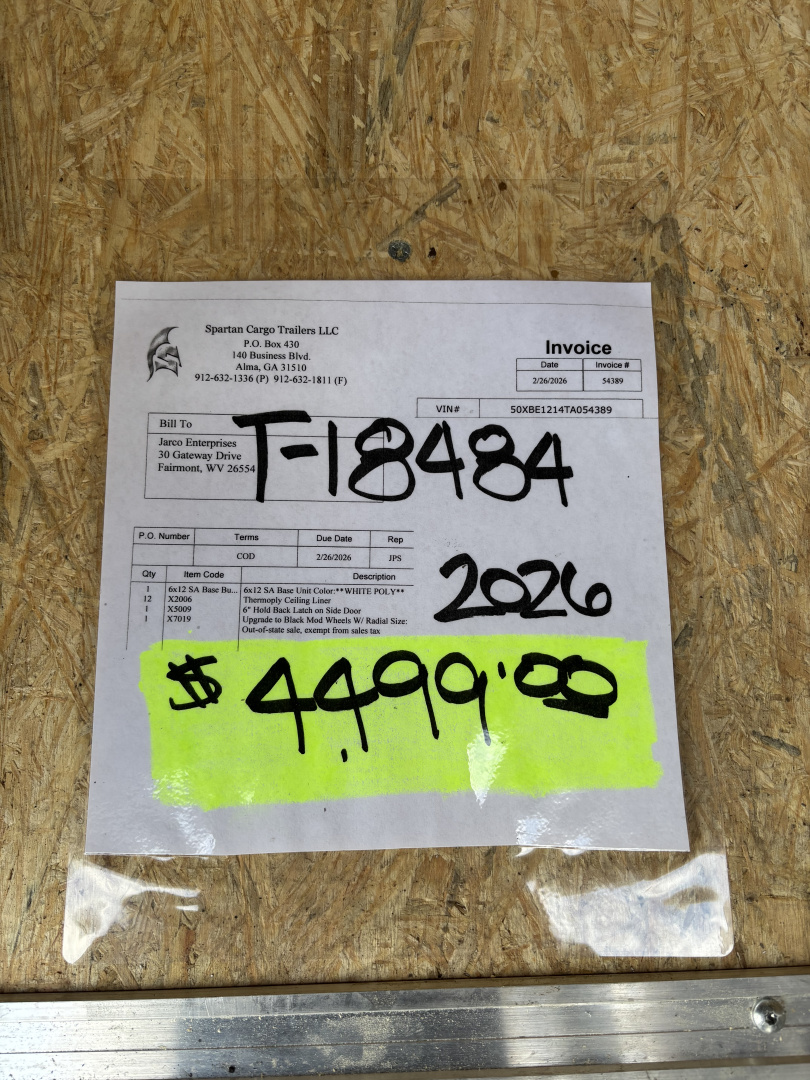 Spartan Cargo Trailers LLC
P.O. Box 430
140 Business Blvd.
Alma, GA 31510
912-632-1336 (P) 912-632-1811 (F)
Invoice
Date Invoice #
2/26/2026 54389
VIN# 50XBE1214TA054389
Bill To
Jarco Enterprises
30 Gateway Drive
Fairmont, WV 26554
T-18484
P.O. Number Terms Due Date Rep
COD 2/26/2026 JPS
2026
Qty Item Code Description
1 6x12 SA Base Bu... 6x12 SA Base Unit Color:**WHITE POLY**
12 X2006 Thermoply Ceiling Liner
1 X5009 6" Hold Back Latch on Side Door
1 X7019 Upgrade to Black Mod Wheels W/ Radial Size:
Out-of-state sale, exempt from sales tax
$ 4,499.00